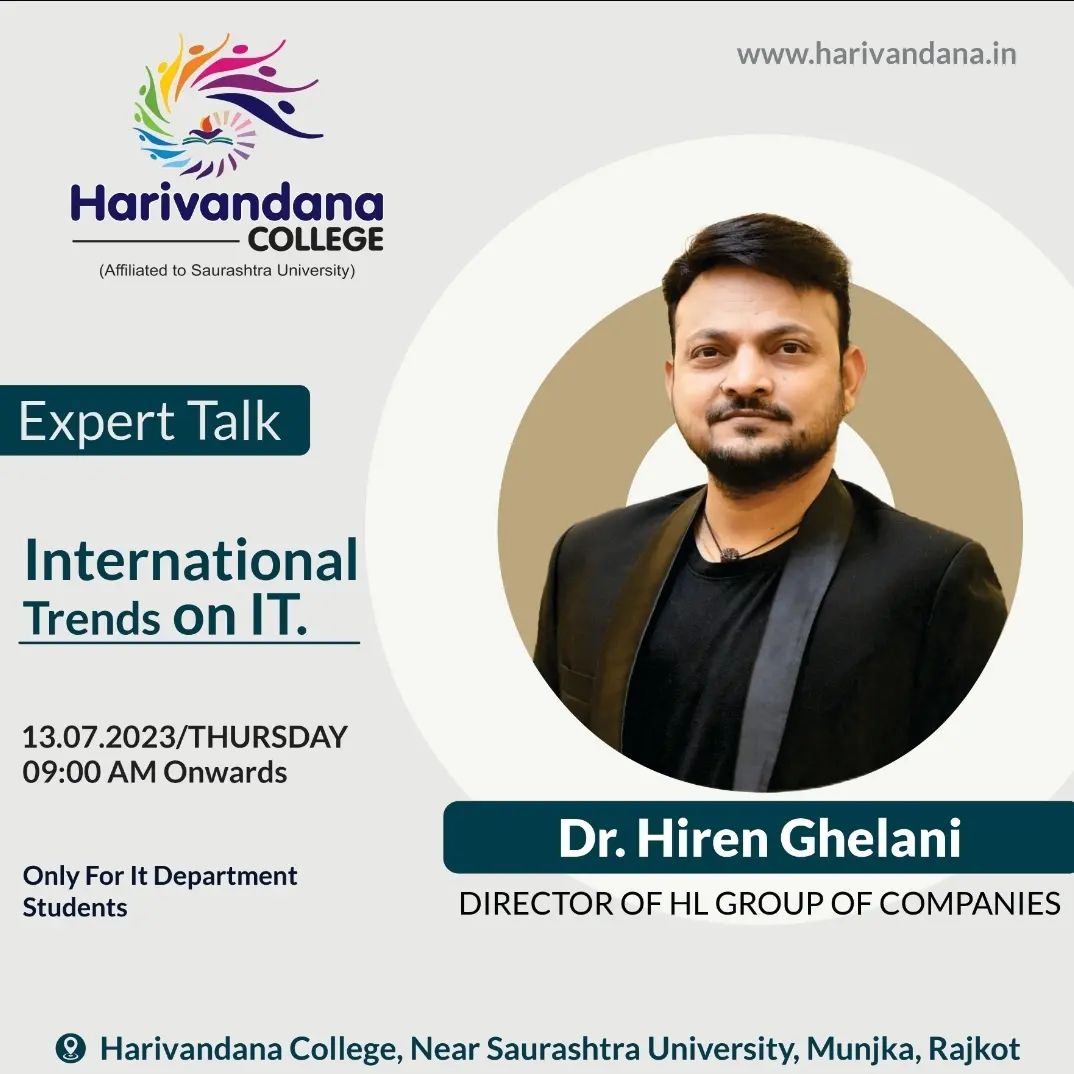 www.harivandana.in
Harivandana
COLLEGE
(Affiliated to Saurashtra University)
Expert Talk
International
Trends on IT.
13.07.2023/THURSDAY
09:00 AM Onwards
Only For It Department
Students
Dr. Hiren Ghelani
DIRECTOR OF HL GROUP OF COMPANIES
Harivandana College, Near Saurashtra University, Munjka, Rajkot